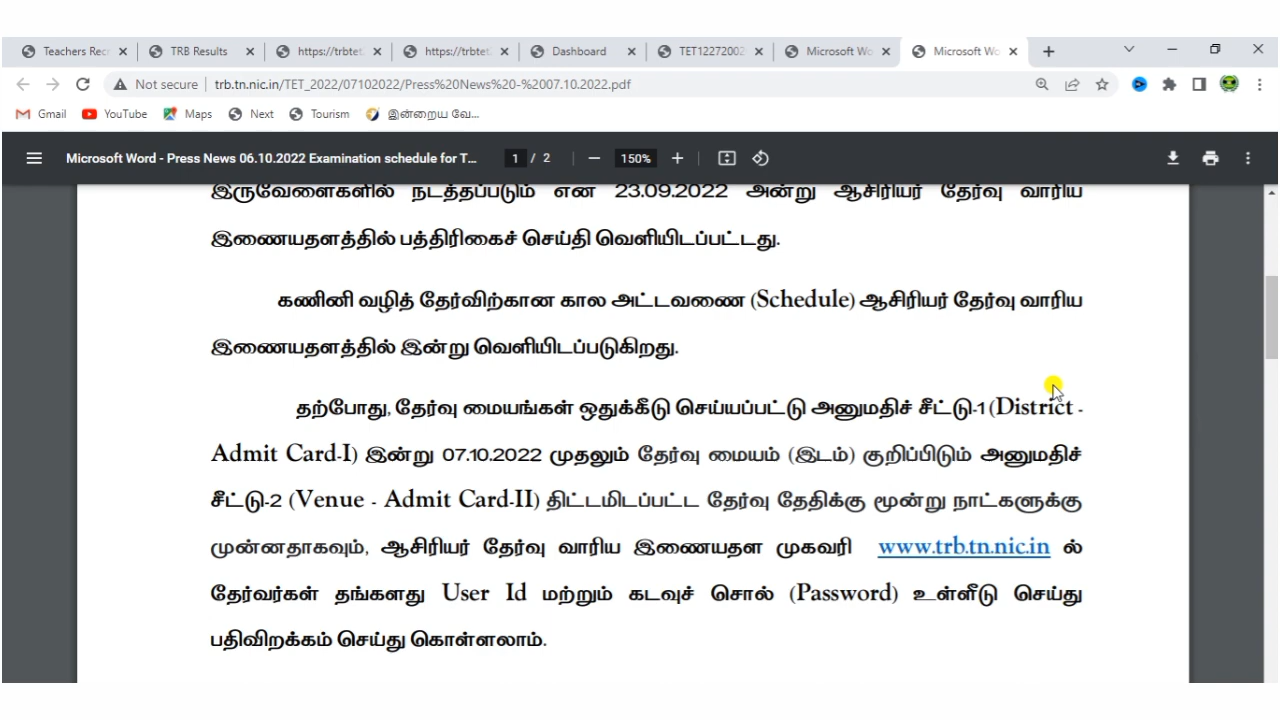 Teachers Rec
TRB Results
https://trbtet
https://trbtet
Dashboard
TET12272002
Microsoft Wo
Microsoft Wo
Not secure
trb.tn.nic.in/TET_2022/07102022/Press%20News%20-%2007.10.2022.pdf
Gmail YouTube Maps Next Tourism இன்றைய வே...
Microsoft Word - Press News 06.10.2022 Examination schedule for T... 1 / 2 150%
இருவேளைகளில் நடத்தப்படும் என 23.09.2022 அன்று ஆசிரியர் தேர்வு வாரிய
இணையதளத்தில் பத்திரிகைச் செய்தி வெளியிடப்பட்டது.
கணினி வழித் தேர்விற்கான கால அட்டவணை (Schedule) ஆசிரியர் தேர்வு வாரிய
இணையதளத்தில் இன்று வெளியிடப்படுகிறது.
தற்போது, தேர்வு மையங்கள் ஒதுக்கீடு செய்யப்பட்டு அனுமதிச் சீட்டு-1 (District -
Admit Card-I) இன்று 07.10.2022 முதலும் தேர்வு மையம் (இடம்) குறிப்பிடும் அனுமதிச்
சீட்டு-2 (Venue - Admit Card-II) திட்டமிடப்பட்ட தேர்வு தேதிக்கு மூன்று நாட்களுக்கு
முன்னதாகவும், ஆசிரியர் தேர்வு வாரிய இணையதள முகவரி www.trb.tn.nic.in ல்
தேர்வர்கள் தங்களது User Id மற்றும் கடவுச் சொல் (Password) உள்ளீடு செய்து
பதிவிறக்கம் செய்து கொள்ளலாம்.